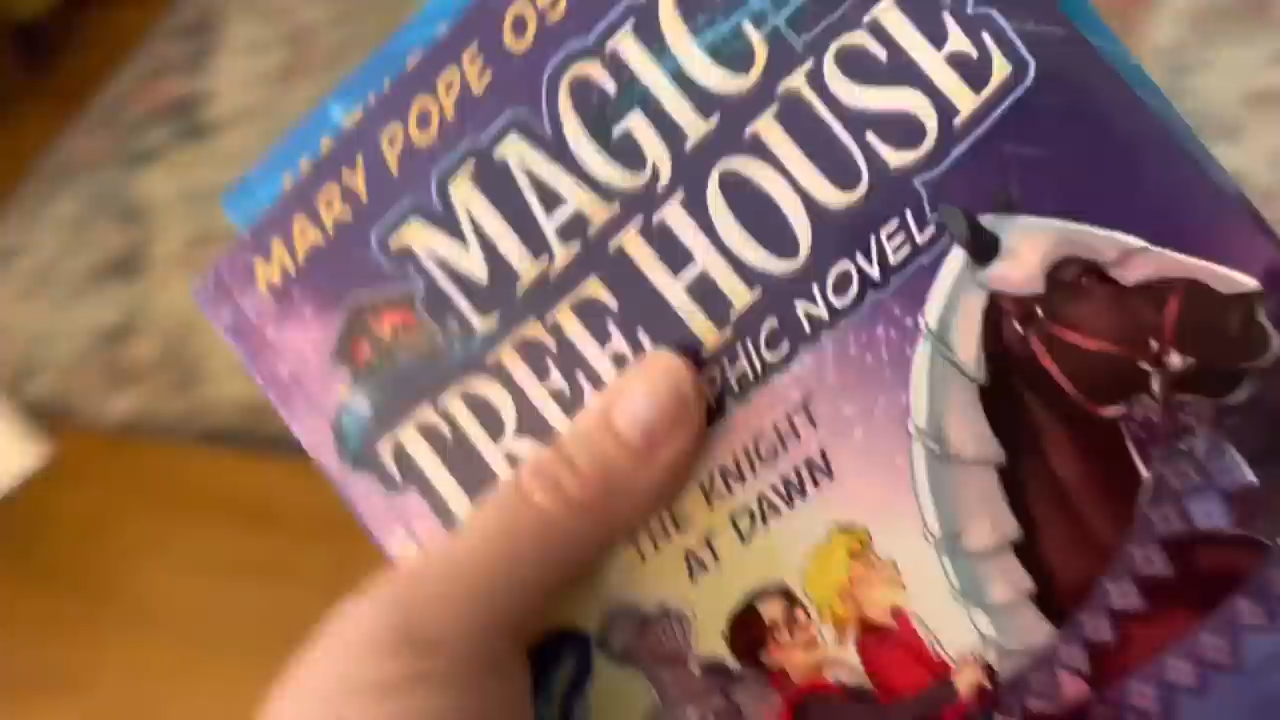 MARY POPE OS
MAGIC
TREE HOUSE
PHIC NOVEL
THE KNIGHT
AT DAWN